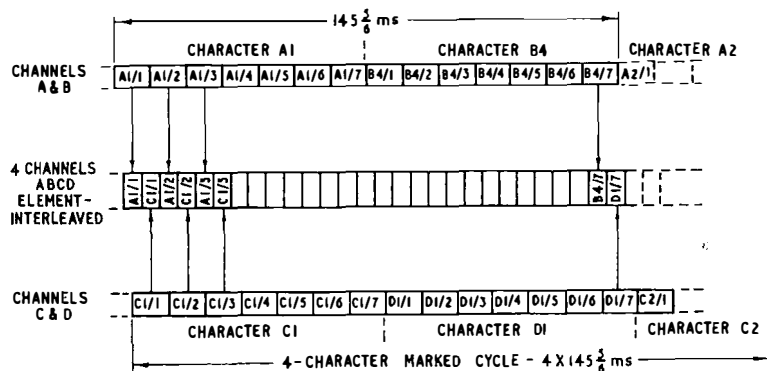 145 5/6 ms
CHARACTER A1 CHARACTER B4 CHARACTER A2
CHANNELS A & B
A1/1 A1/2 A1/3 A1/4 A1/5 A1/6 A1/7 B4/1 B4/2 B4/3 B4/4 B4/5 B4/6 B4/7 A2/1
4 CHANNELS
ABCD
ELEMENT-
INTERLEAVED
A1/1 C1/1 A1/2 C1/2 A1/3 C1/3 B4/7 D1/7
CHANNELS C & D
C1/1 C1/2 C1/3 C1/4 C1/5 C1/6 C1/7 D1/1 D1/2 D1/3 D1/4 D1/5 D1/6 D1/7 C2/1
CHARACTER C1 CHARACTER D1 CHARACTER C2
4-CHARACTER MARKED CYCLE - 4 X 145 5/6 ms